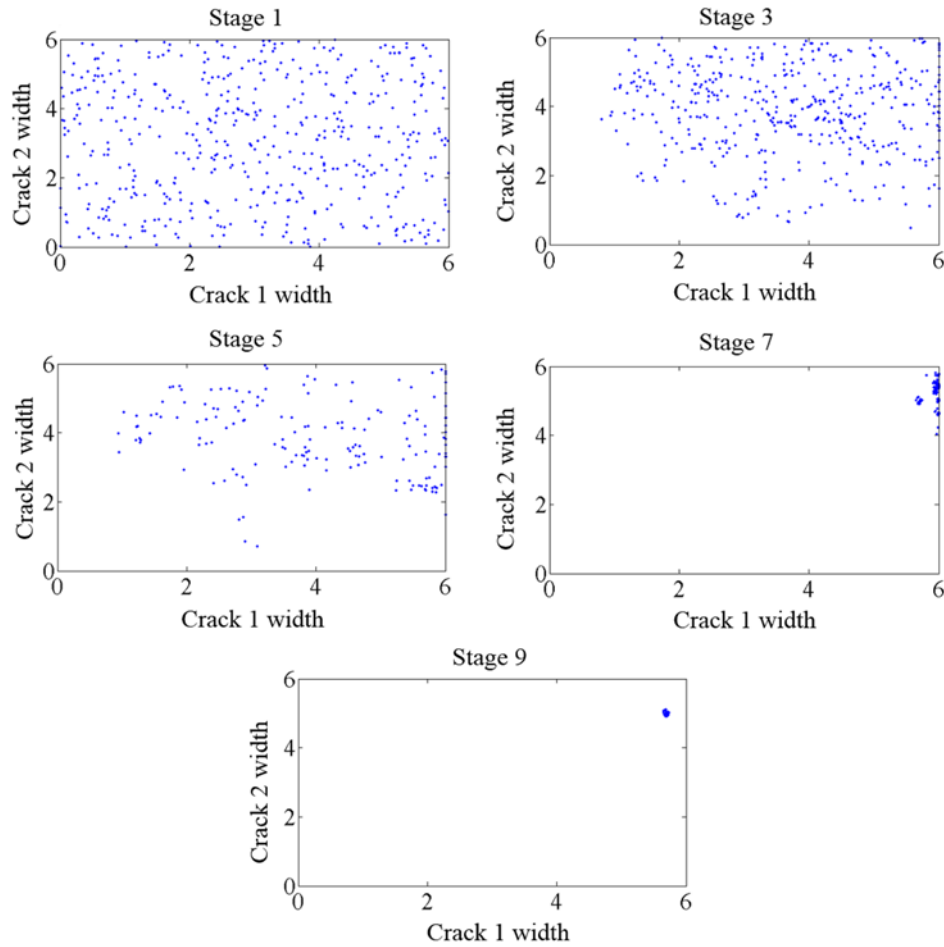 Stage 1
6
4
2
0
Crack 2 width
0 2 4 6
Crack 1 width
Stage 3
6
4
2
0
Crack 2 width
0 2 4 6
Crack 1 width
Stage 5
6
4
2
0
Crack 2 width
0 2 4 6
Crack 1 width
Stage 7
6
4
2
0
Crack 2 width
0 2 4 6
Crack 1 width
Stage 9
6
4
2
0
Crack 2 width
0 2 4 6
Crack 1 width